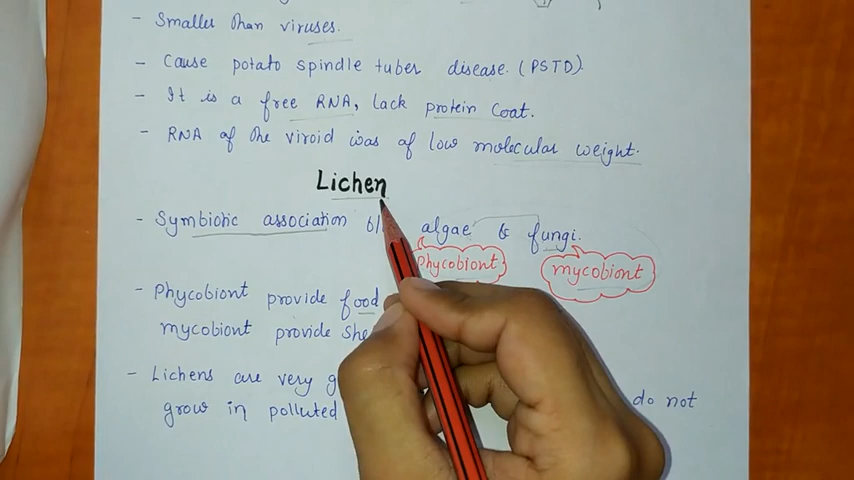 - Smaller than viruses.
- Cause potato spindle tuber disease. (PSTD).
- It is a free RNA, lack protein coat.
- RNA of the viroid was of low molecular weight.
Lichen
- Symbiotic association b/ algae & fungi.
Phycobiont mycobiont
- Phycobiont provide food
mycobiont provide she
- Lichens are very g
grow in polluted do not